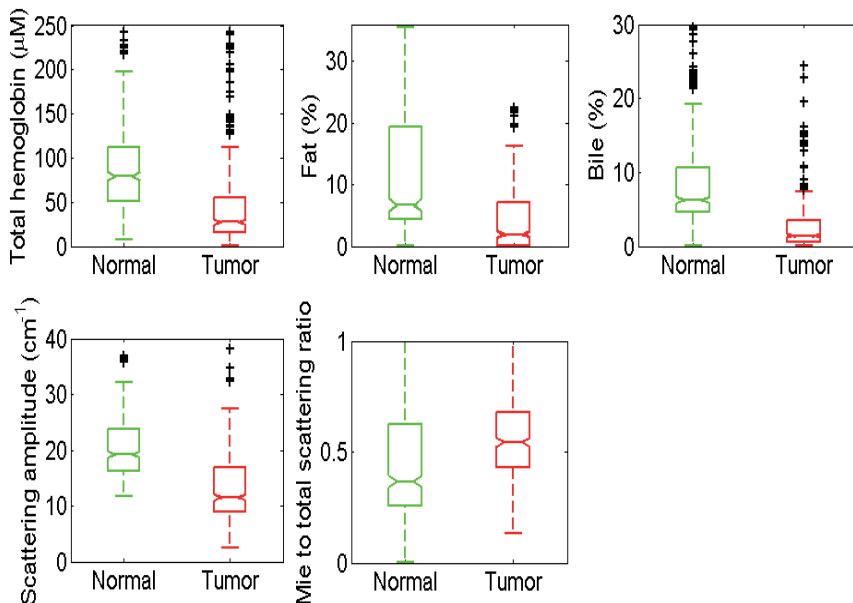 Total hemoglobin (μM)
250
200
150
100
50
0
Normal
Tumor
Fat (%)
30
20
10
0
Normal
Tumor
Bile (%)
30
20
10
0
Normal
Tumor
Scattering amplitude (cm⁻¹)
40
30
20
10
0
Normal
Tumor
Mie to total scattering ratio
1
0.5
0
Normal
Tumor